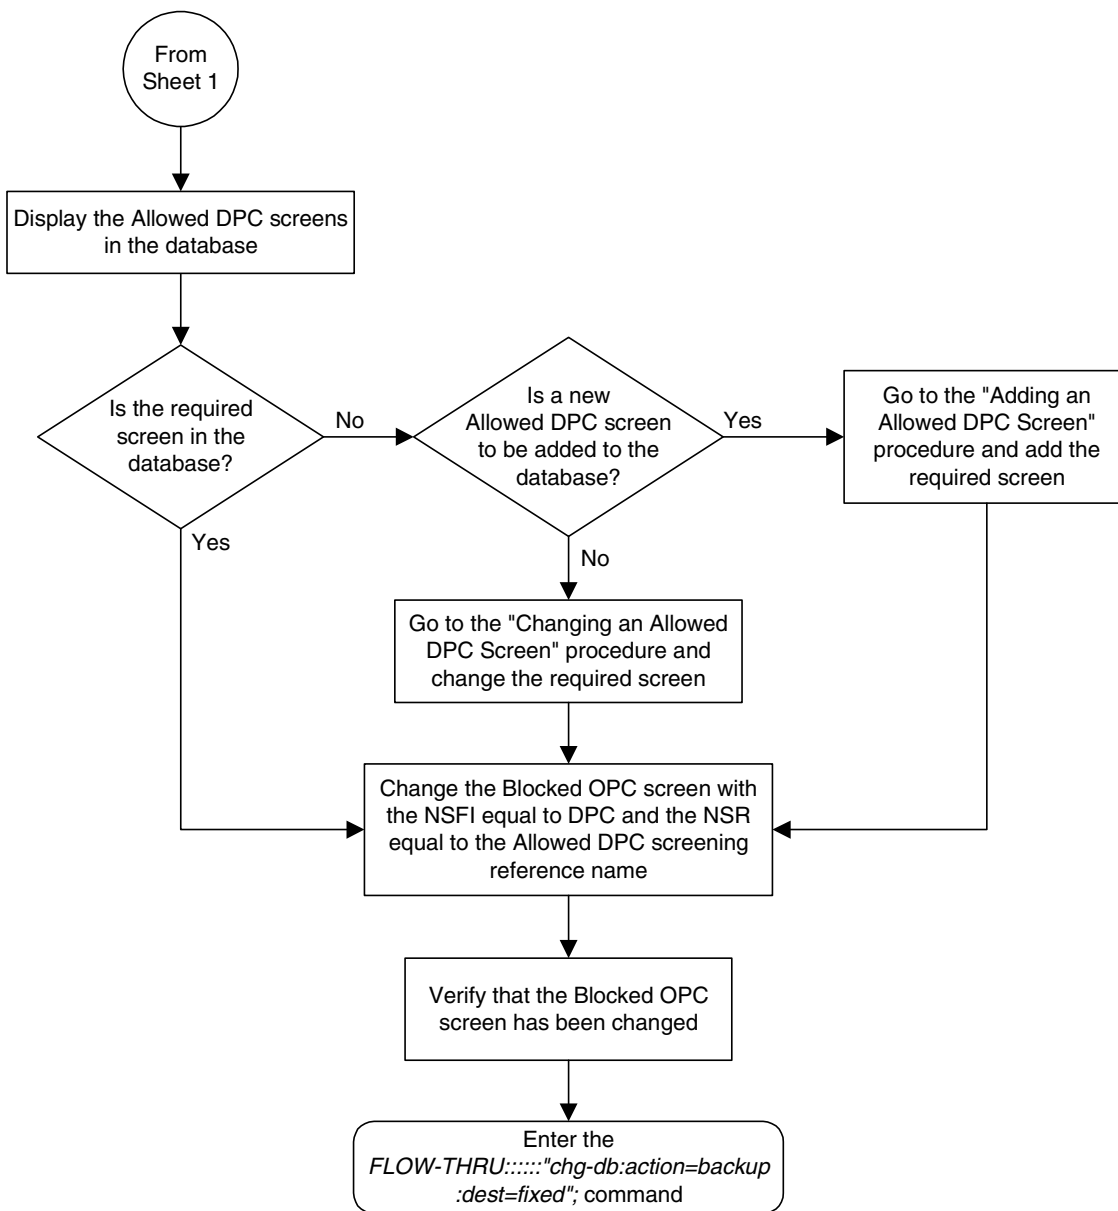 From
Sheet 1
Display the Allowed DPC screens
in the database
Is the required
screen in the
database?
No
Is a new
Allowed DPC screen
to be added to the
database?
Yes
Go to the "Adding an
Allowed DPC Screen"
procedure and add the
required screen
Yes
No
Go to the "Changing an Allowed
DPC Screen" procedure and
change the required screen
Change the Blocked OPC screen with
the NSFI equal to DPC and the NSR
equal to the Allowed DPC screening
reference name
Verify that the Blocked OPC
screen has been changed
Enter the
FLOW-THRU::::::"chg-db:action=backup
:dest=fixed"; command